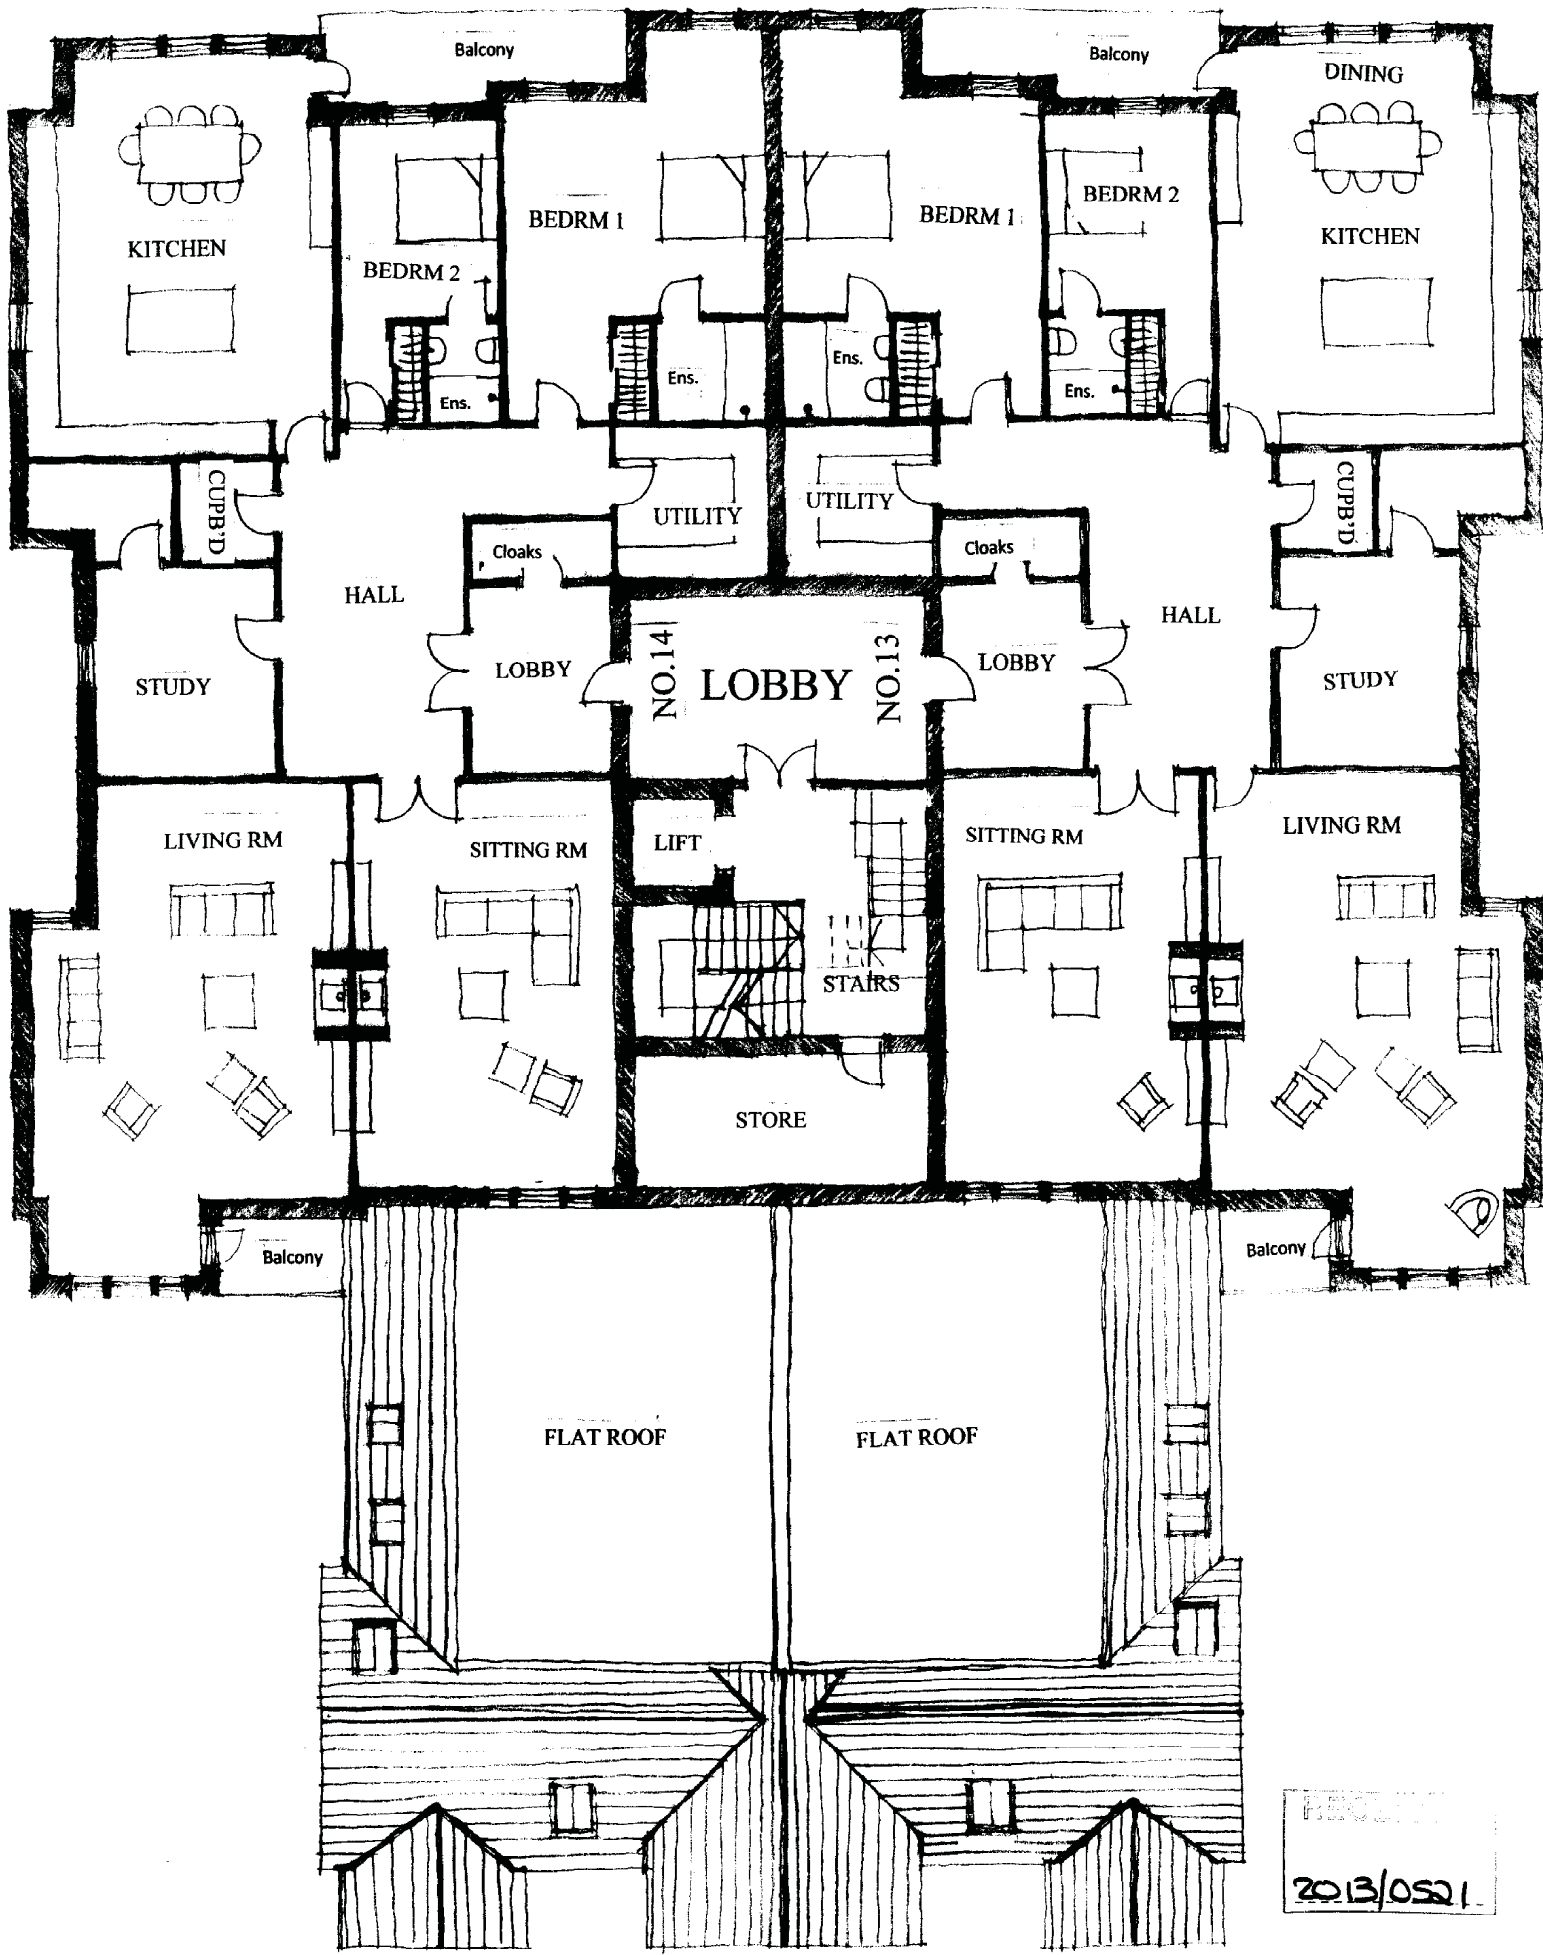 Balcony
Balcony
DINING
KITCHEN
BEDRM 2
BEDRM 1
BEDRM 1
BEDRM 2
KITCHEN
Ens.
Ens.
Ens.
Ens.
CUPB'D
UTILITY
UTILITY
CUPB'D
Cloaks
Cloaks
HALL
HALL
STUDY
LOBBY
NO.14
LOBBY
NO.13
LOBBY
STUDY
LIVING RM
SITTING RM
LIFT
SITTING RM
LIVING RM
STAIRS
STORE
Balcony
Balcony
FLAT ROOF
FLAT ROOF
2013/0521